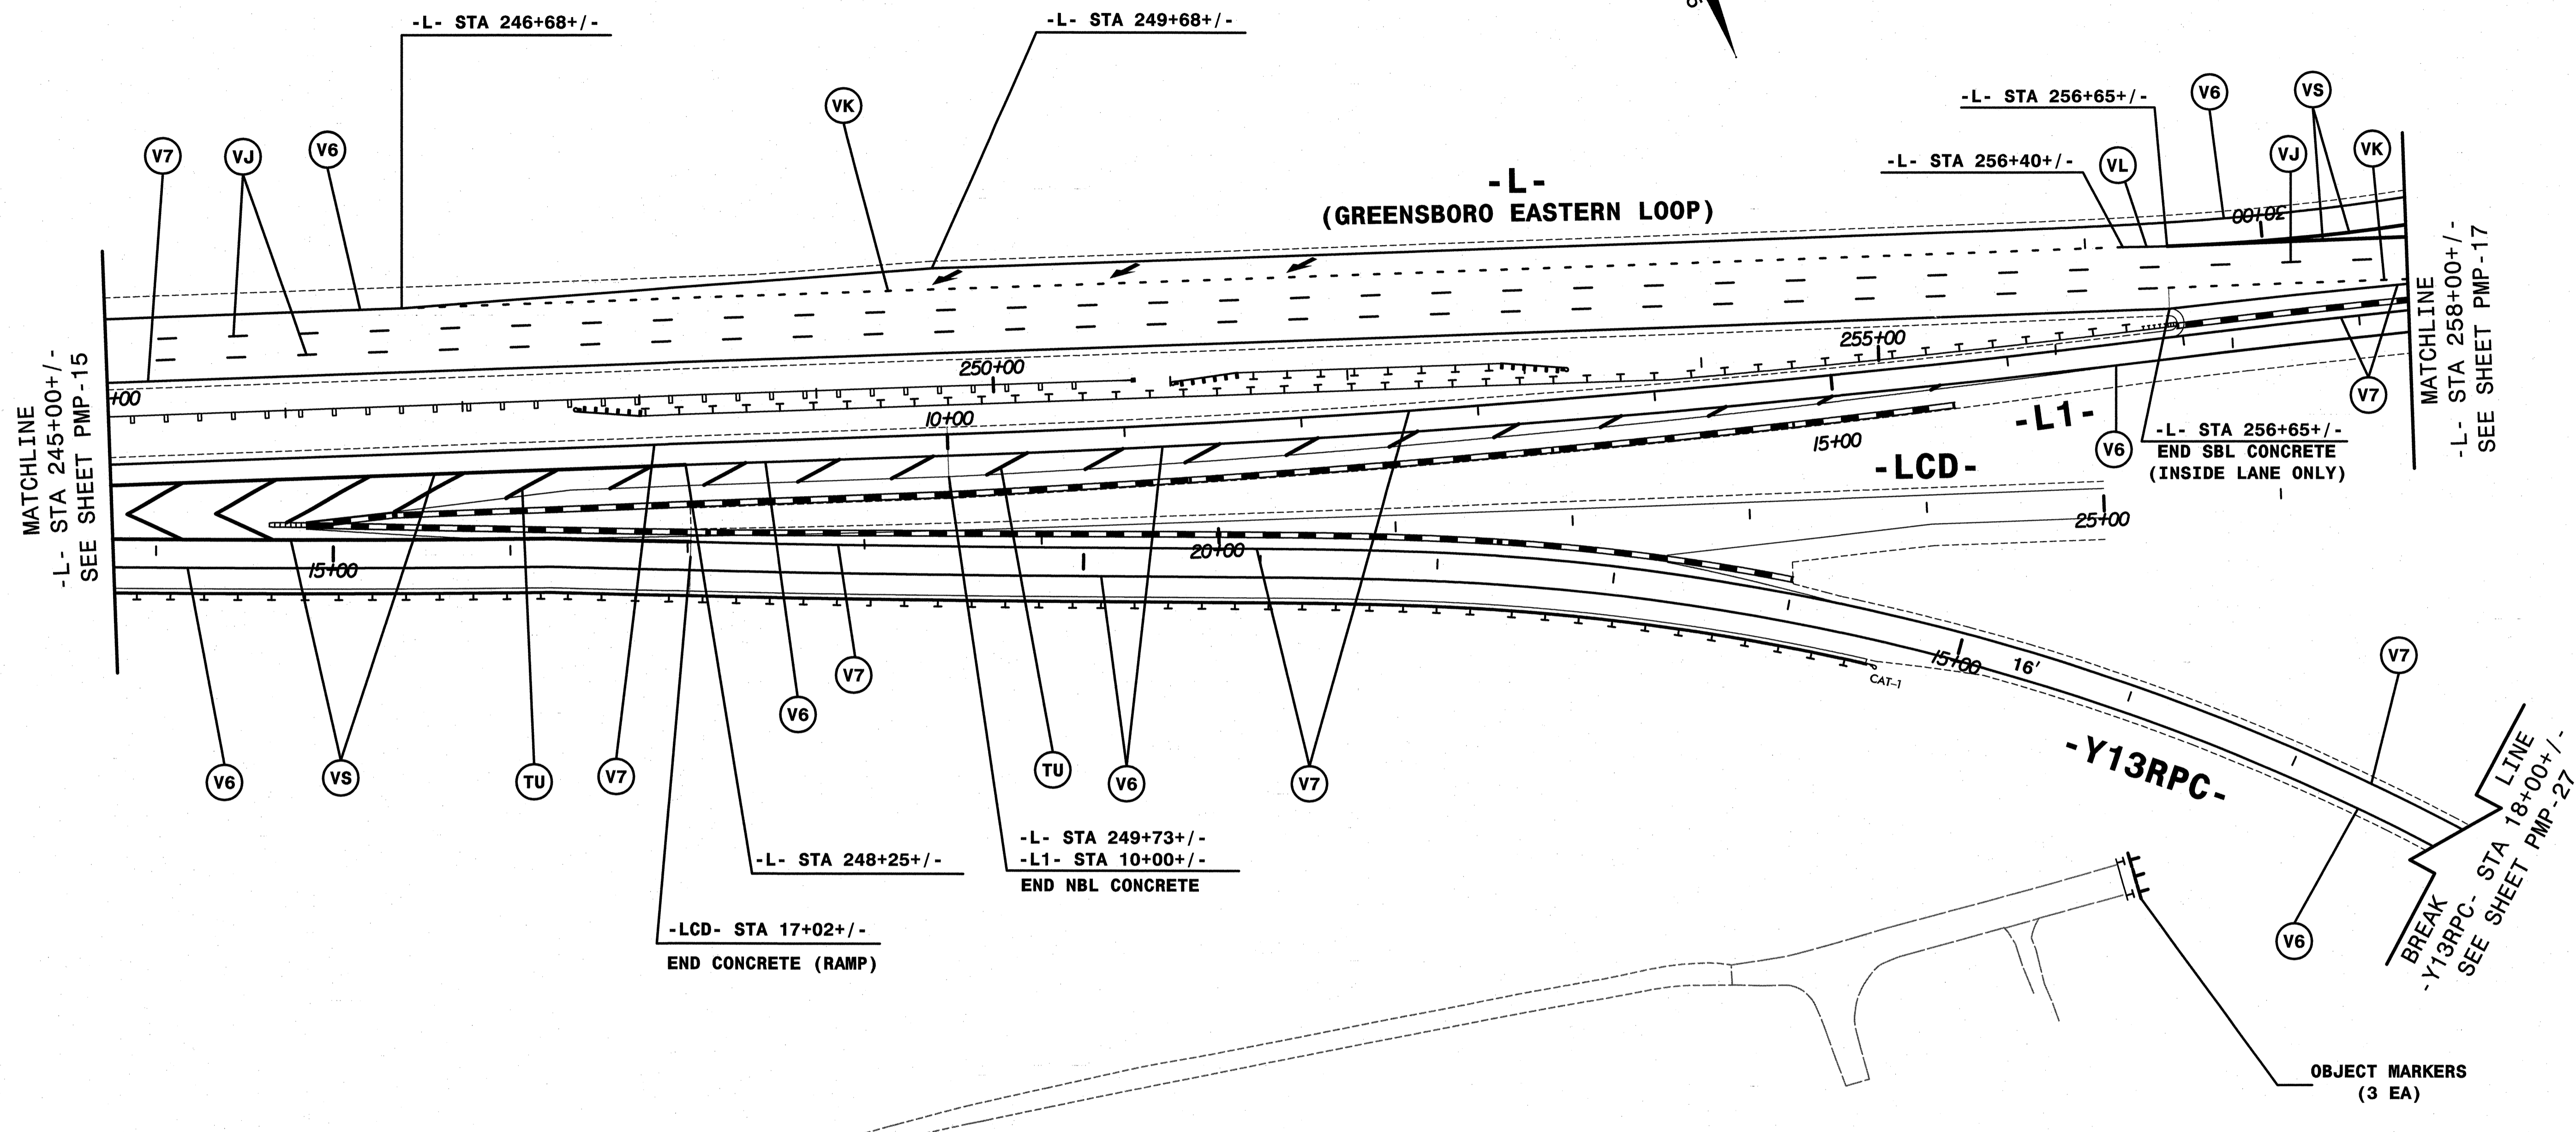 -L- STA 246+68+/-
-L- STA 249+68+/-
V7
VJ
V6
VK
-L- STA 256+65+/-
V6
VS
-L- STA 256+40+/-
VL
VJ
VK
-L-
(GREENSBORO EASTERN LOOP)
30+00
MATCHLINE
-L- STA 245+00+/-
SEE SHEET PMP-15
MATCHLINE
-L- STA 258+00+/-
SEE SHEET PMP-17
+00
250+00
255+00
10+00
15+00
-L1-
-LCD-
V6
V7
-L- STA 256+65+/-
END SBL CONCRETE
(INSIDE LANE ONLY)
15+00
20+00
25+00
15+00
16'
CAT-1
-Y13RPC-
V7
V6
V6
VS
TU
V7
V6
V7
TU
V6
V7
-L- STA 248+25+/-
-L- STA 249+73+/-
-L1- STA 10+00+/-
END NBL CONCRETE
-LCD- STA 17+02+/-
END CONCRETE (RAMP)
BREAK LINE
-Y13RPC- STA 18+00+/-
SEE SHEET PMP-27
OBJECT MARKERS
(3 EA)